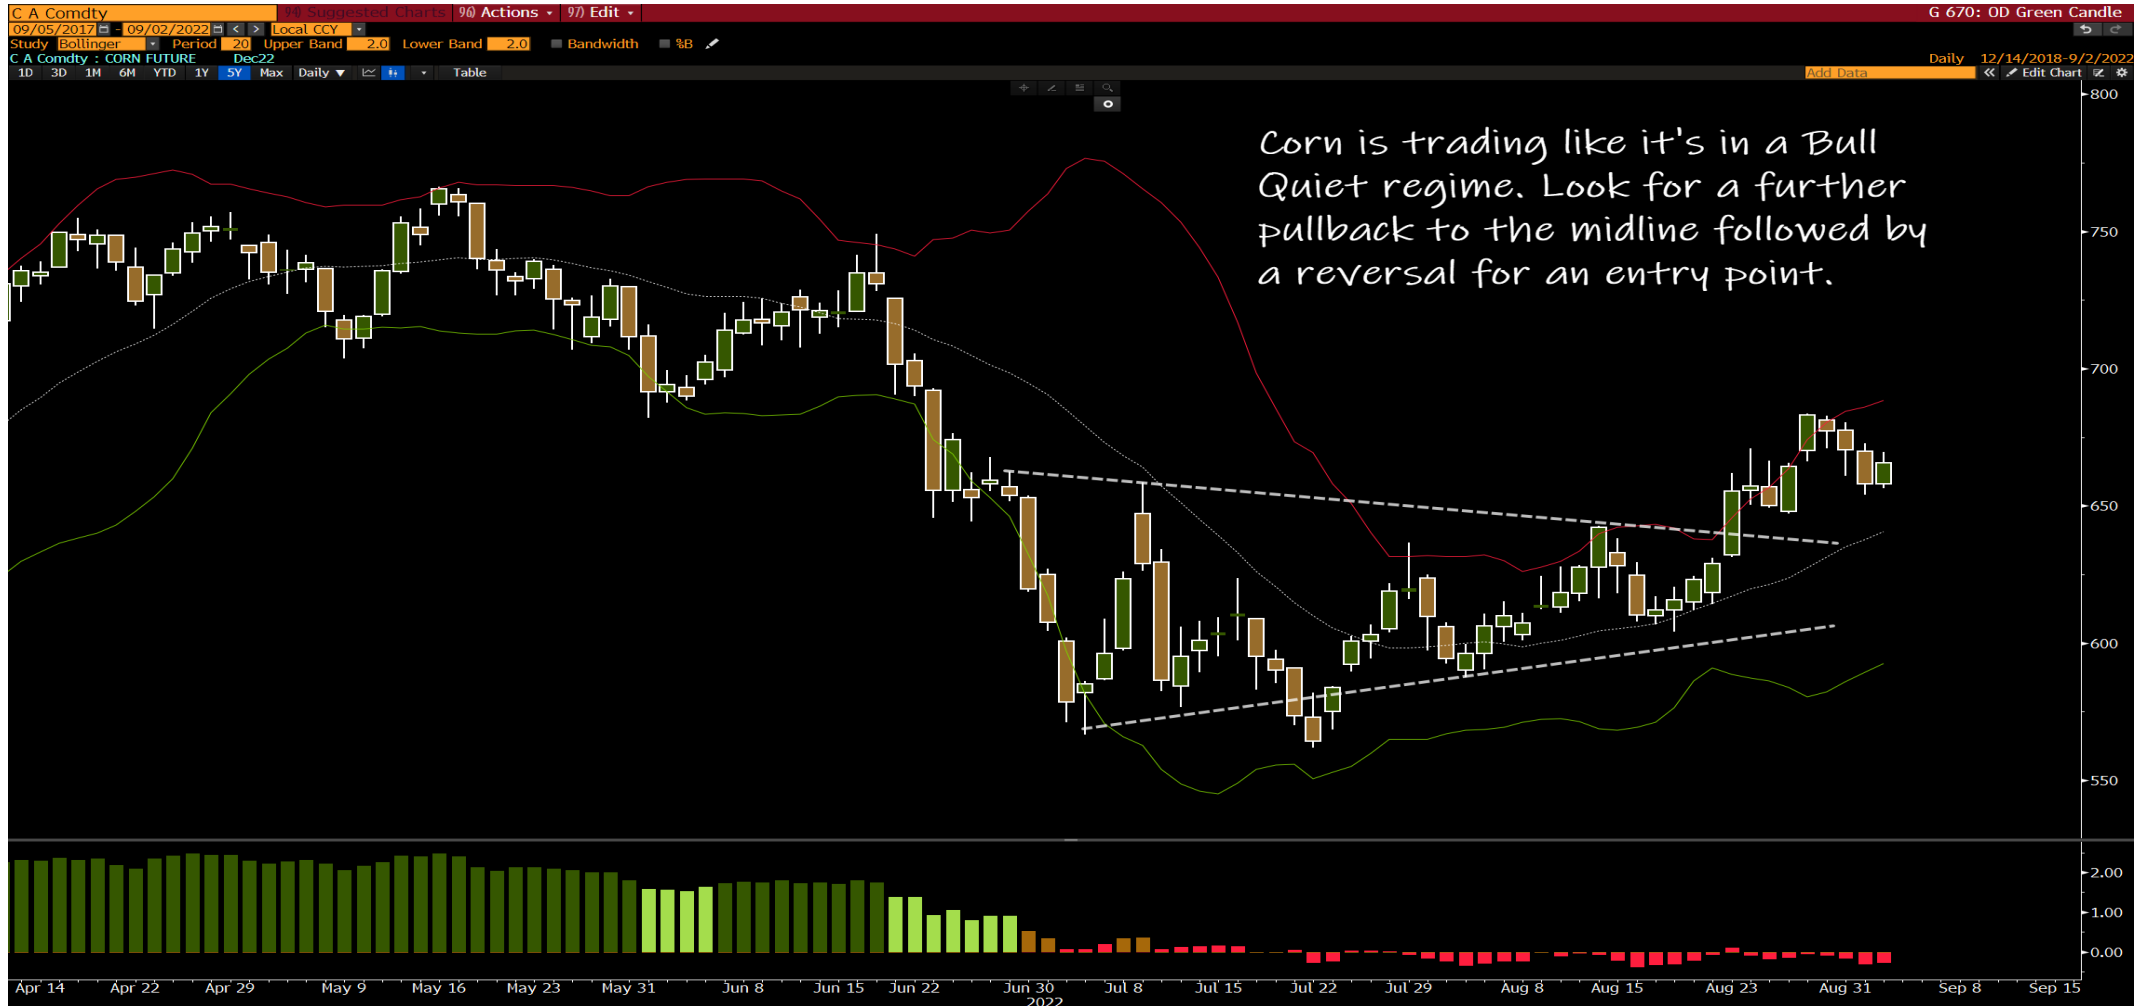 C A Comdty 96) Suggested Charts 96) Actions 97) Edit G 670: OD Green Candle
09/05/2017 - 09/02/2022 < > Local CCY
Study Bollinger Period 20 Upper Band 2.0 Lower Band 2.0 Bandwidth %B
C A Comdty : CORN FUTURE Dec22 Daily 12/14/2018-9/2/2022
1D 3D 1M 6M YTD 1Y 5Y Max Daily ▼ Table Add Data « Edit Chart
Corn is trading like it's in a Bull
Quiet regime. Look for a further
pullback to the midline followed by
a reversal for an entry point.
800
750
700
650
600
550
2.00
1.00
0.00
Apr 14 Apr 22 Apr 29 May 9 May 16 May 23 May 31 Jun 8 Jun 15 Jun 22 Jun 30 Jul 8 Jul 15 Jul 22 Jul 29 Aug 8 Aug 15 Aug 23 Aug 31 Sep 8 Sep 15
2022